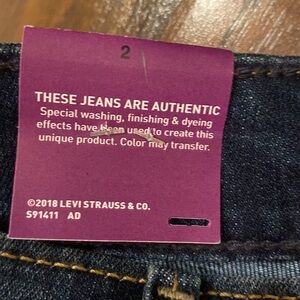 2
THESE JEANS ARE AUTHENTIC
Special washing, finishing & dyeing
effects have been used to create this
unique product. Color may transfer.
©2018 LEVI STRAUSS & CO.
S91411 AD